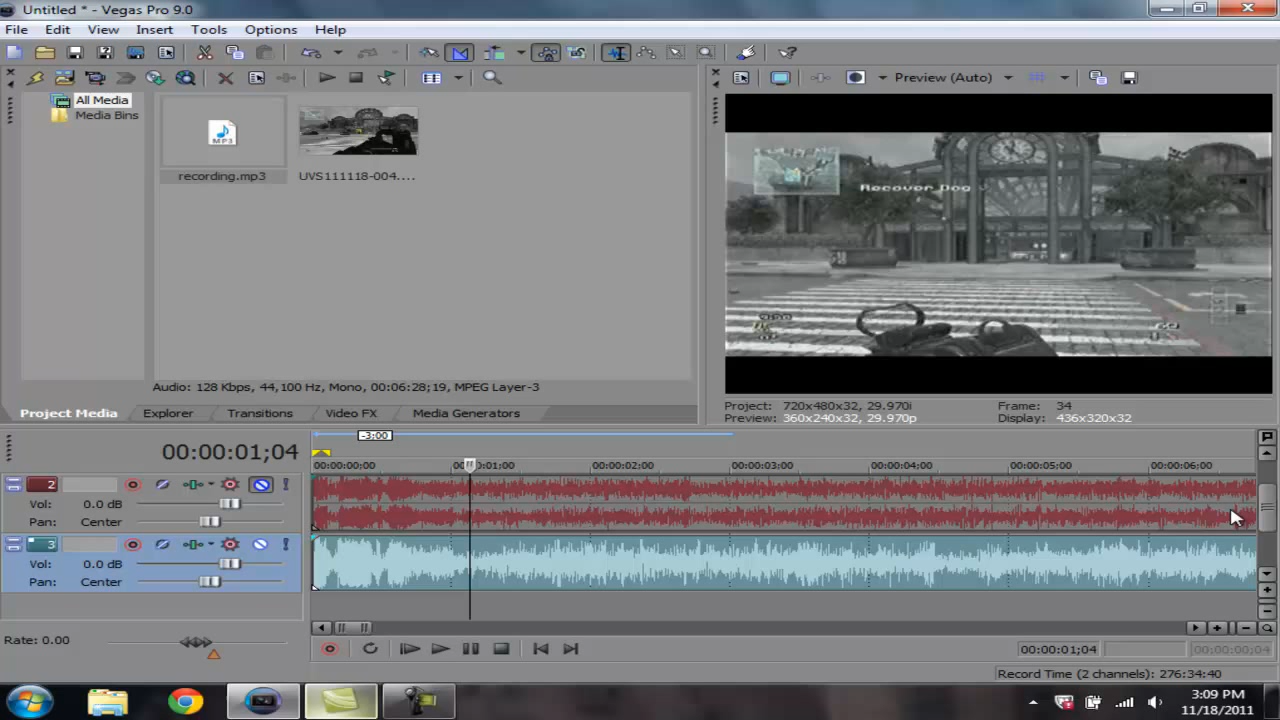 Untitled * - Vegas Pro 9.0
File Edit View Insert Tools Options Help
Preview (Auto)
All Media
Media Bins
MP3
recording.mp3
UVS111118-004....
Recover Dog
Audio: 128 Kbps, 44,100 Hz, Mono, 00:06:28;19, MPEG Layer-3
Project Media Explorer Transitions Video FX Media Generators
Project: 720x480x32, 29.970i
Preview: 360x240x32, 29.970p
Frame: 34
Display: 436x320x32
00:00:01;04
-3:00
00:00:00;00 00:00:01;00 00:00:02;00 00:00:03;00 00:00:04;00 00:00:05;00 00:00:06;00
2
Vol: 0.0 dB
Pan: Center
3
Vol: 0.0 dB
Pan: Center
Rate: 0.00
00:00:01;04
00:00:00;04
Record Time (2 channels): 276:34:40
3:09 PM
11/18/2011